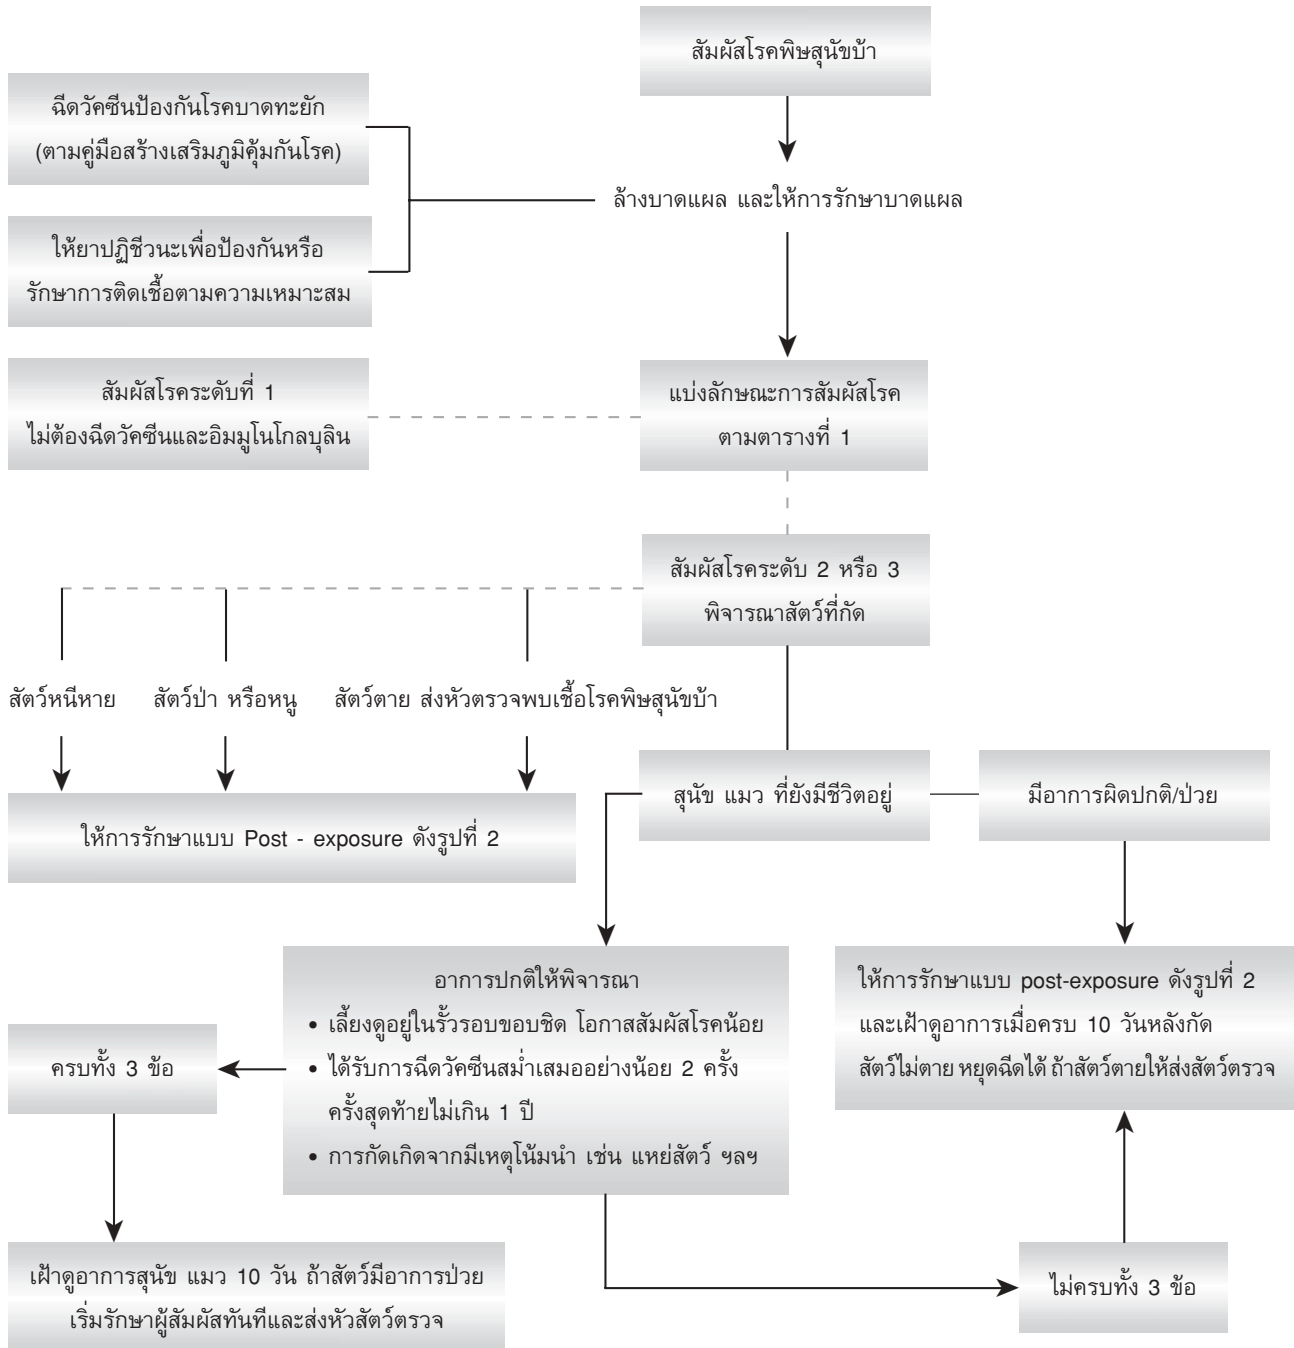 สัมผัสโรคพิษสุนัขบ้า
ฉีดวัคซีนป้องกันโรคบาดทะยัก
(ตามคู่มือสร้างเสริมภูมิคุ้มกันโรค)
ล้างบาดแผล และให้การรักษาบาดแผล
ให้ยาปฏิชีวนะเพื่อป้องกันหรือ
รักษาการติดเชื้อตามความเหมาะสม
สัมผัสโรคระดับที่ 1
ไม่ต้องฉีดวัคซีนและอิมมูโนโกลบุลิน
แบ่งลักษณะการสัมผัสโรค
ตามตารางที่ 1
สัมผัสโรคระดับ 2 หรือ 3
พิจารณาสัตว์ที่กัด
สัตว์หนีหาย
สัตว์ป่า หรือหนู
สัตว์ตาย ส่งหัวตรวจพบเชื้อโรคพิษสุนัขบ้า
ให้การรักษาแบบ Post - exposure ดังรูปที่ 2
สุนัข แมว ที่ยังมีชีวิตอยู่
มีอาการผิดปกติ/ป่วย
อาการปกติให้พิจารณา
• เลี้ยงดูอยู่ในรั้วรอบขอบชิด โอกาสสัมผัสโรคน้อย
• ได้รับการฉีดวัคซีนสม่ำเสมออย่างน้อย 2 ครั้ง
ครั้งสุดท้ายไม่เกิน 1 ปี
• การกัดเกิดจากมีเหตุโน้มนำ เช่น แหย่สัตว์ ฯลฯ
ให้การรักษาแบบ post-exposure ดังรูปที่ 2
และเฝ้าดูอาการเมื่อครบ 10 วันหลังกัด
สัตว์ไม่ตาย หยุดฉีดได้ ถ้าสัตว์ตายให้ส่งสัตว์ตรวจ
ครบทั้ง 3 ข้อ
เฝ้าดูอาการสุนัข แมว 10 วัน ถ้าสัตว์มีอาการป่วย
เริ่มรักษาผู้สัมผัสทันทีและส่งหัวสัตว์ตรวจ
ไม่ครบทั้ง 3 ข้อ